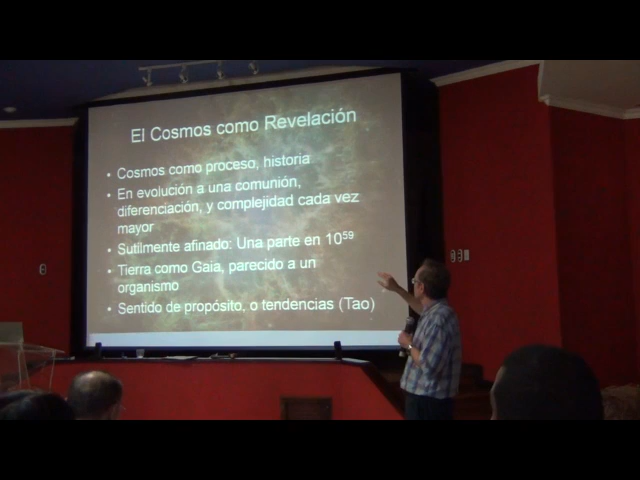 El Cosmos como Revelación
• Cosmos como proceso, historia
• En evolución a una comunión,
diferenciación, y complejidad cada vez
mayor
• Sutilmente afinado: Una parte en 10⁵⁹
• Tierra como Gaia, parecido a un
organismo
• Sentido de propósito, o tendencias (Tao)